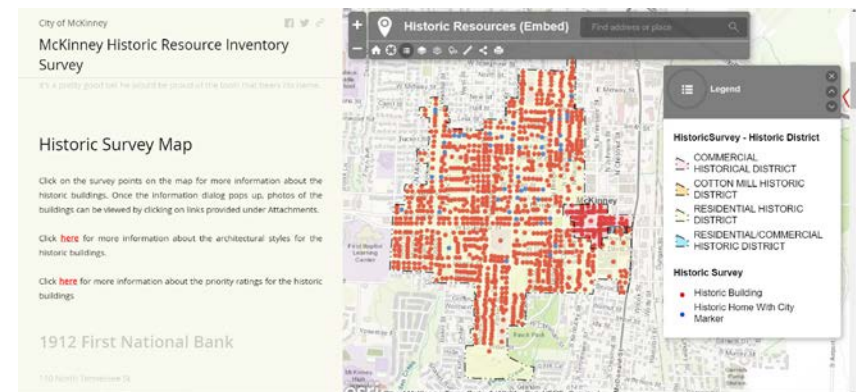 City of McKinney
McKinney Historic Resource Inventory
Survey
it's a pretty good bet he would be proud of the town that bears his name.
Historic Survey Map
Click on the survey points on the map for more information about the
historic buildings. Once the information dialog pops up, photos of the
buildings can be viewed by clicking on links provided under Attachments.
Click here for more information about the architectural styles for the
historic buildings.
Click here for more information about the priority ratings for the historic
buildings
1912 First National Bank
110 North Tennessee St
+
Historic Resources (Embed)
Find address or place
−
Legend
HistoricSurvey - Historic District
COMMERCIAL
HISTORICAL DISTRICT
COTTON MILL HISTORIC
DISTRICT
RESIDENTIAL HISTORIC
DISTRICT
RESIDENTIAL/COMMERCIAL
HISTORIC DISTRICT
Historic Survey
Historic Building
Historic Home With City
Marker
McKinney
First Baptist
Learning
Center
Finch Park